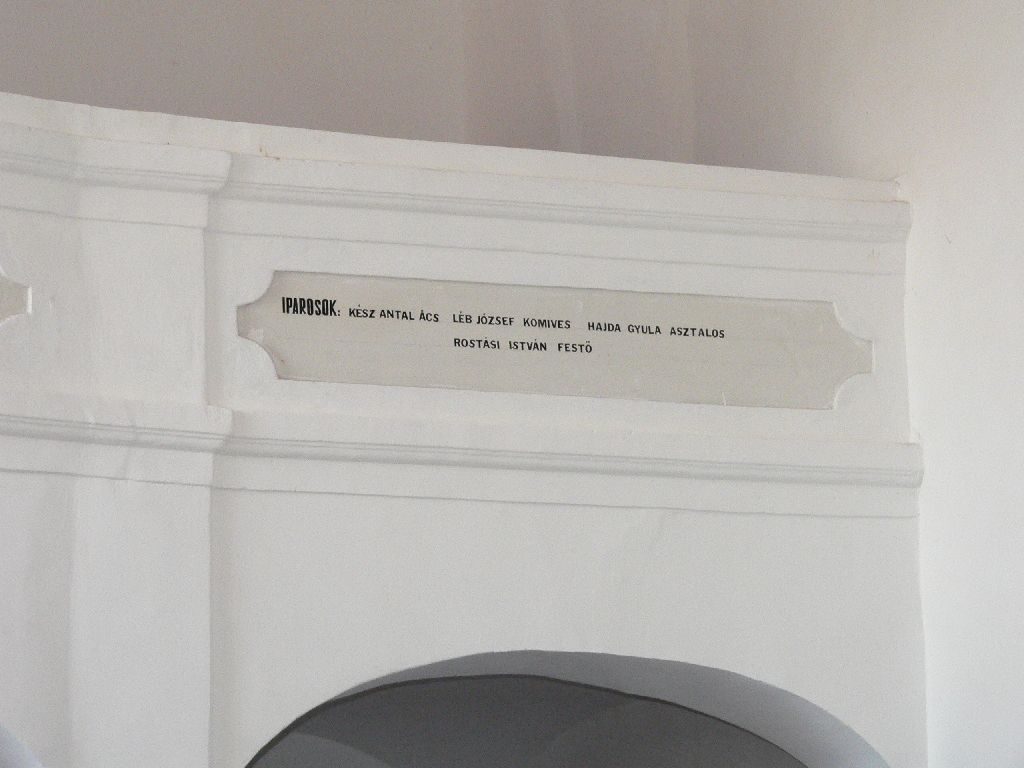 IPAROSOK: KÉSZ ANTAL ÁCS LÉB JÓZSEF KOMIVES HAJDA GYULA ASZTALOS
ROSTÁSI ISTVÁN FESTŐ